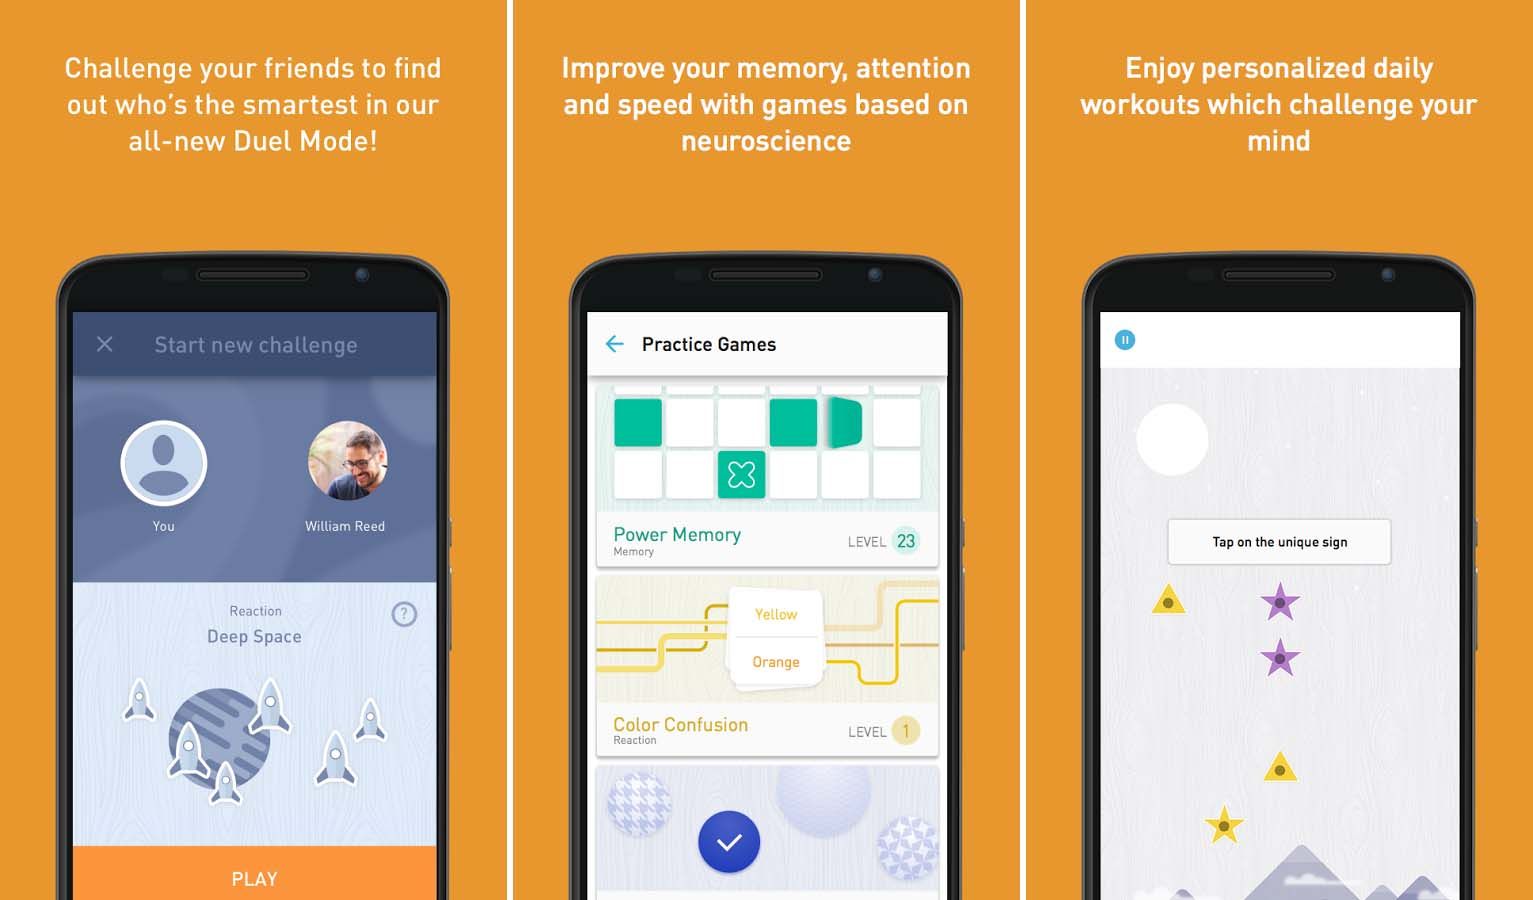 Challenge your friends to find
out who's the smartest in our
all-new Duel Mode!
Start new challenge
You
William Reed
Reaction
Deep Space
?
PLAY
Improve your memory, attention
and speed with games based on
neuroscience
Practice Games
Power Memory
Memory
LEVEL 23
Yellow
Orange
Color Confusion
Reaction
LEVEL 1
Enjoy personalized daily
workouts which challenge your
mind
Tap on the unique sign